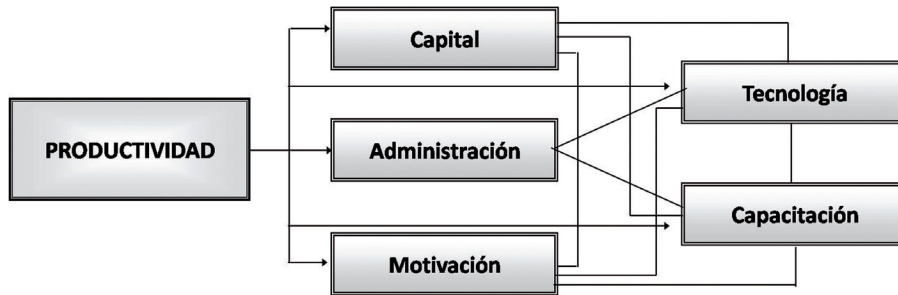 Capital
Tecnología
PRODUCTIVIDAD
Administración
Capacitación
Motivación